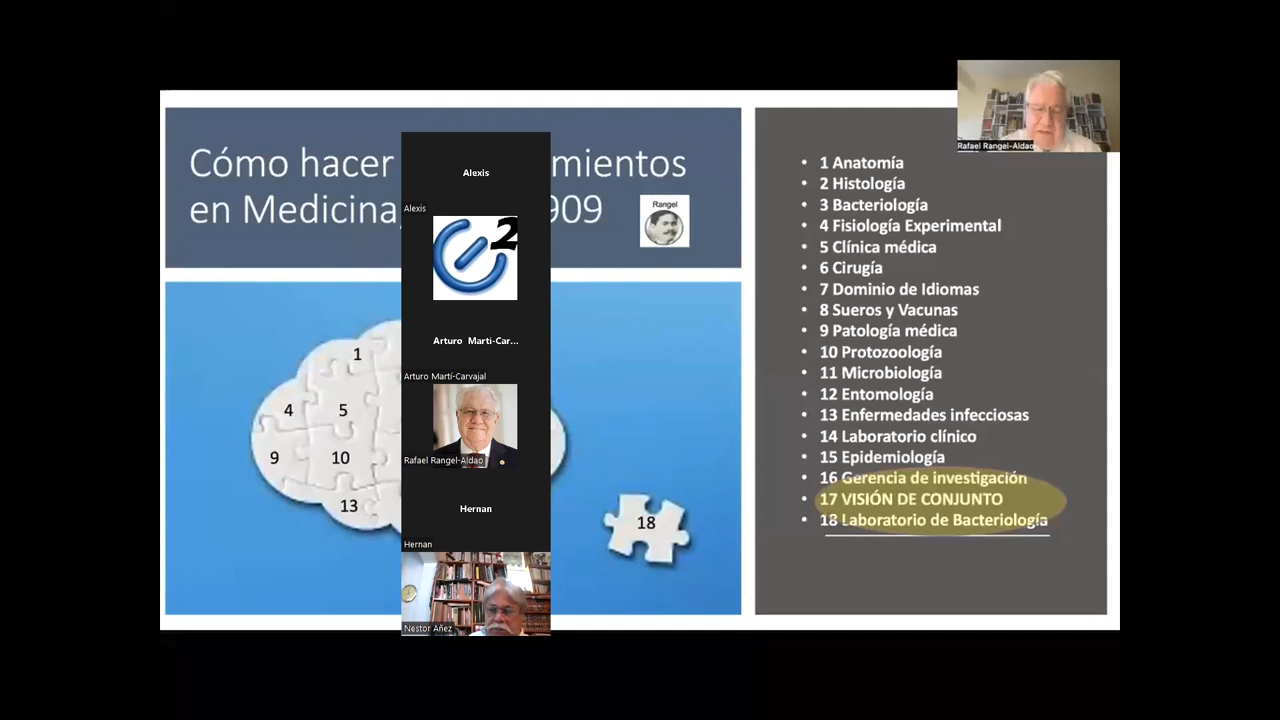 Cómo hacer
mientos
en Medicina,
909
Rangel
1
4
5
9
10
13
18
Alexis
Alexis
2
Arturo Marti-Car...
Arturo Martí-Carvajal
Rafael Rangel-Aldao
Hernan
Hernan
Nestor Añez
Rafael Rangel-Aldao
• 1 Anatomía
• 2 Histología
• 3 Bacteriología
• 4 Fisiología Experimental
• 5 Clínica médica
• 6 Cirugía
• 7 Dominio de Idiomas
• 8 Sueros y Vacunas
• 9 Patología médica
• 10 Protozoología
• 11 Microbiología
• 12 Entomología
• 13 Enfermedades infecciosas
• 14 Laboratorio clínico
• 15 Epidemiología
• 16 Gerencia de investigación
• 17 VISIÓN DE CONJUNTO
• 18 Laboratorio de Bacteriología